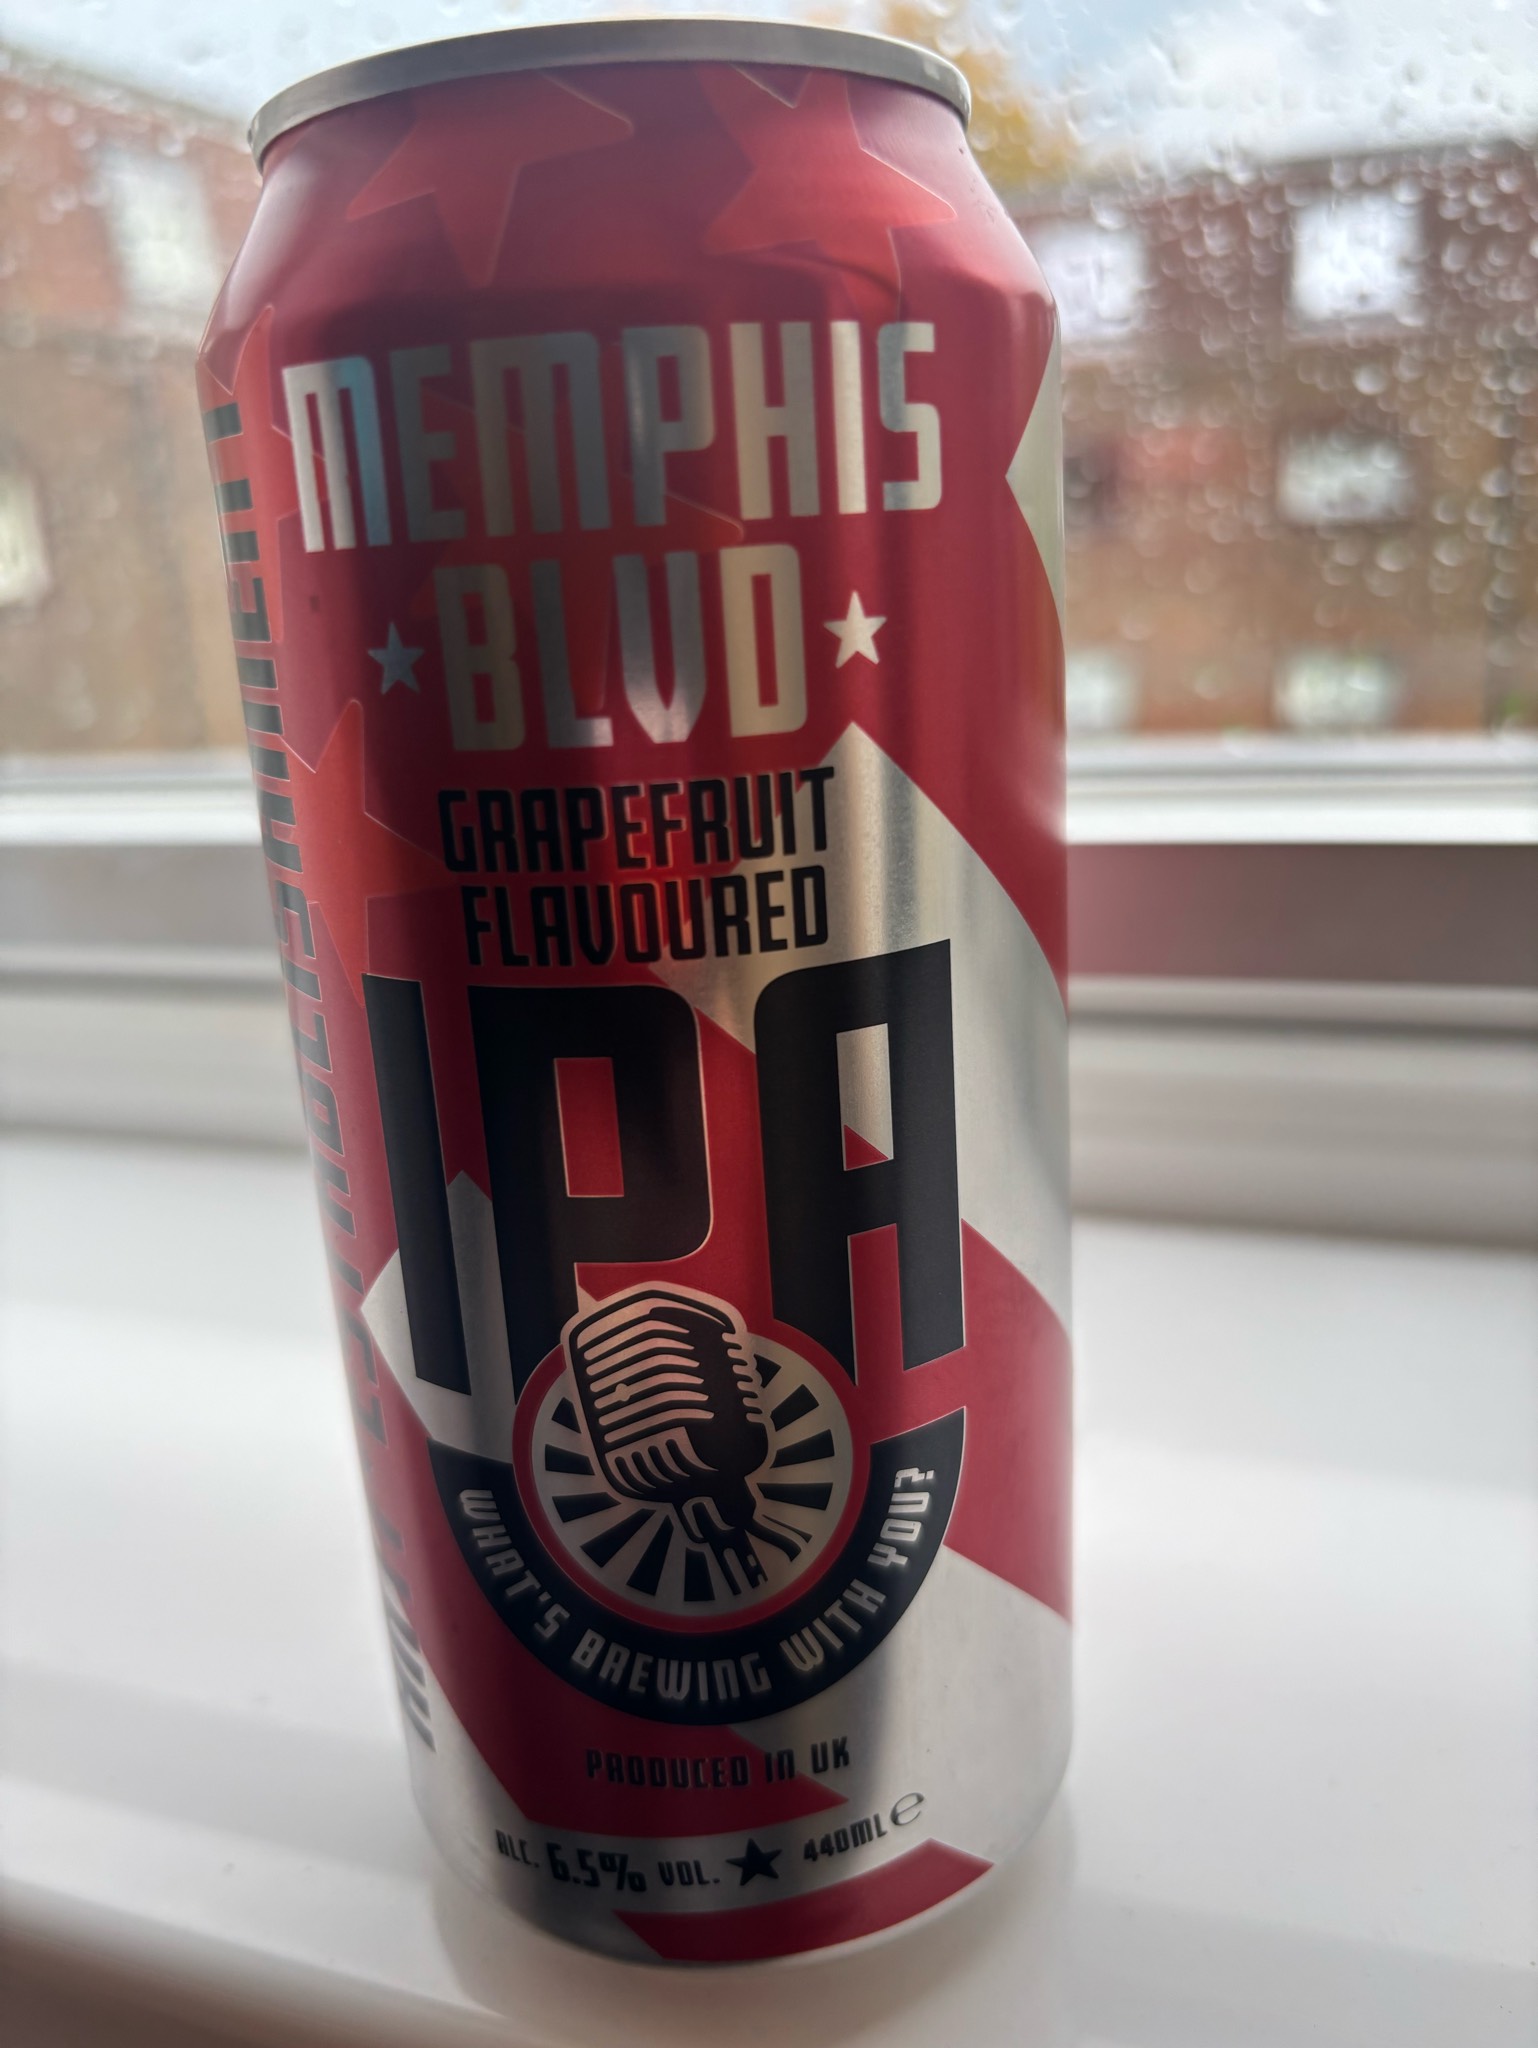 MEMPHIS
BLVD
GRAPEFRUIT
FLAVOURED
IPA
WHAT'S BREWING WITH YOU?
PRODUCED IN UK
ALC. 6.5% VOL. 440ML e